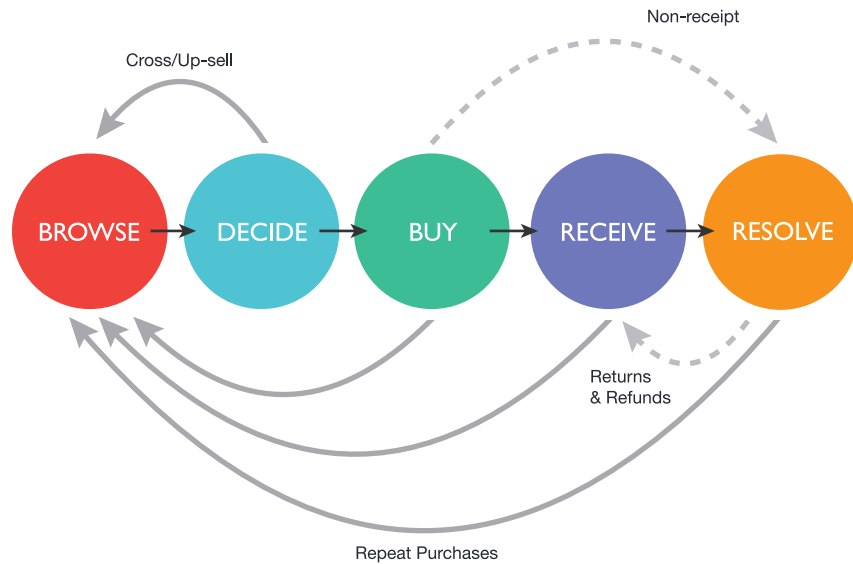 Non-receipt
Cross/Up-sell
BROWSE
DECIDE
BUY
RECEIVE
RESOLVE
Returns
& Refunds
Repeat Purchases